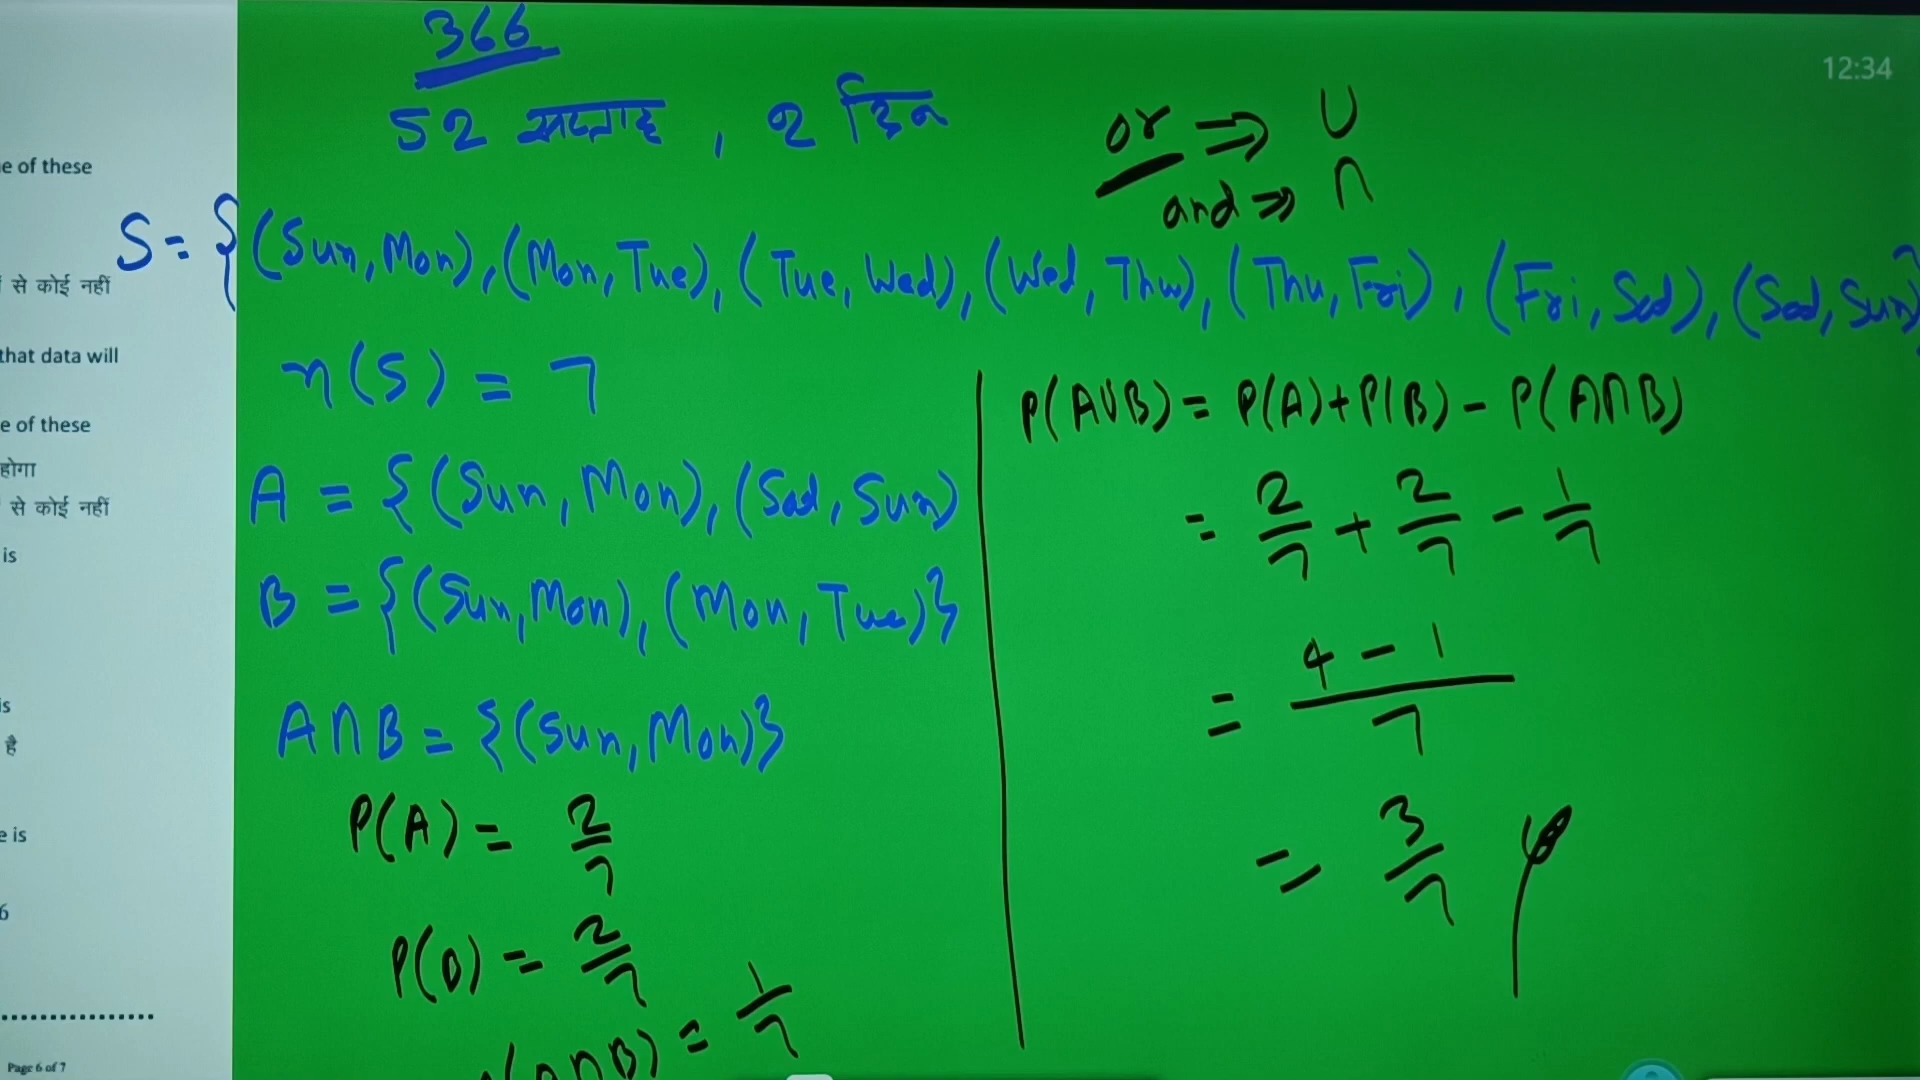 366
12:34
52 सप्ताह, 2 दिन
or ⇒ ∪
and ⇒ ∩
e of these
S = {(Sun, Mon), (Mon, Tue), (Tue, Wed), (Wed, Thu), (Thu, Fri), (Fri, Sat), (Sat, Sun)}
से कोई नहीं
that data will
n(S) = 7
e of these
होगा
से कोई नहीं
A = {(Sun, Mon), (Sat, Sun)
is
B = {(Sun, Mon), (Mon, Tue)}
is
A∩B = {(Sun, Mon)}
है
P(A) = 2/7
e is
6
P(B) = 2/7
(A∩B) = 1/7
P(A∪B) = P(A) + P(B) - P(A∩B)
= 2/7 + 2/7 - 1/7
= 4 - 1 / 7
= 3/7
Page 6 of 7